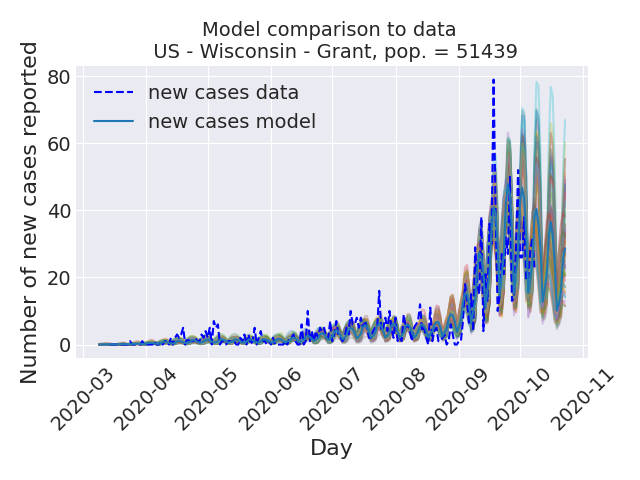 Model comparison to data
US - Wisconsin - Grant, pop. = 51439
Number of new cases reported
80
60
40
20
0
new cases data
new cases model
2020-03
2020-04
2020-05
2020-06
2020-07
2020-08
2020-09
2020-10
2020-11
Day